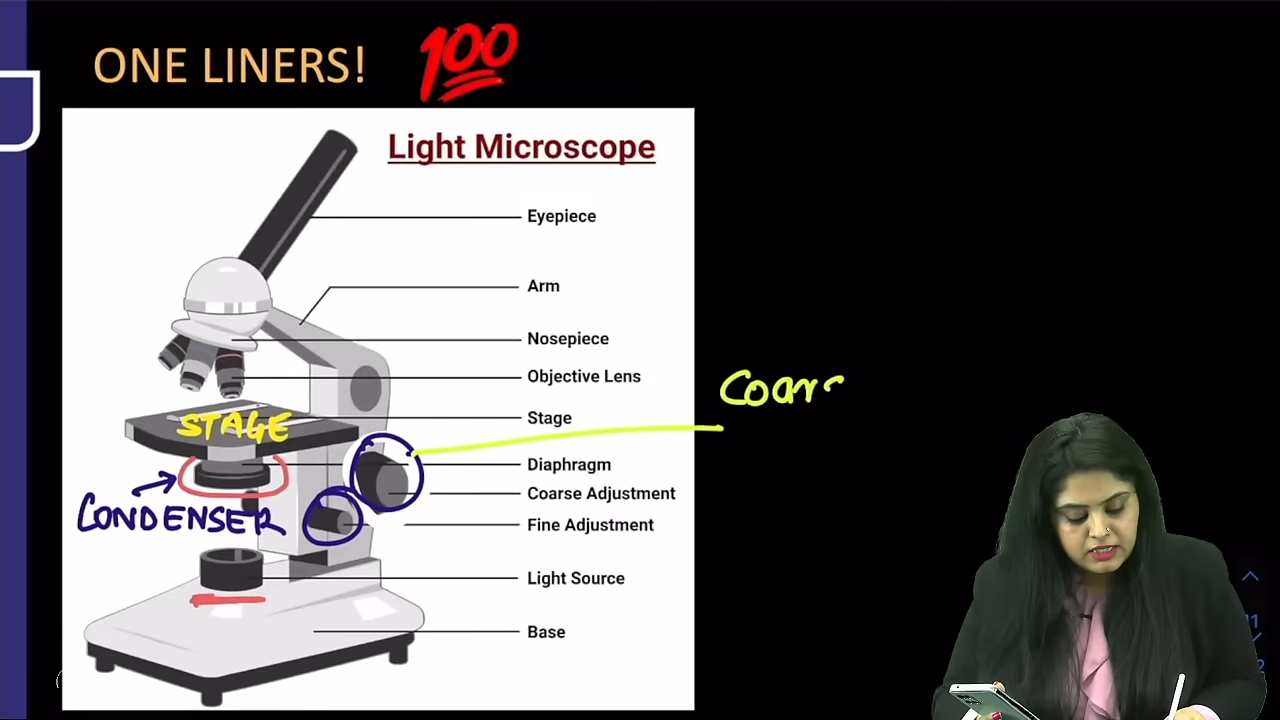 ONE LINERS! 💯
Light Microscope
Eyepiece
Arm
Nosepiece
Objective Lens
Stage
STAGE
Diaphragm
Coarse Adjustment
Fine Adjustment
CONDENSER
Light Source
Base
Coar